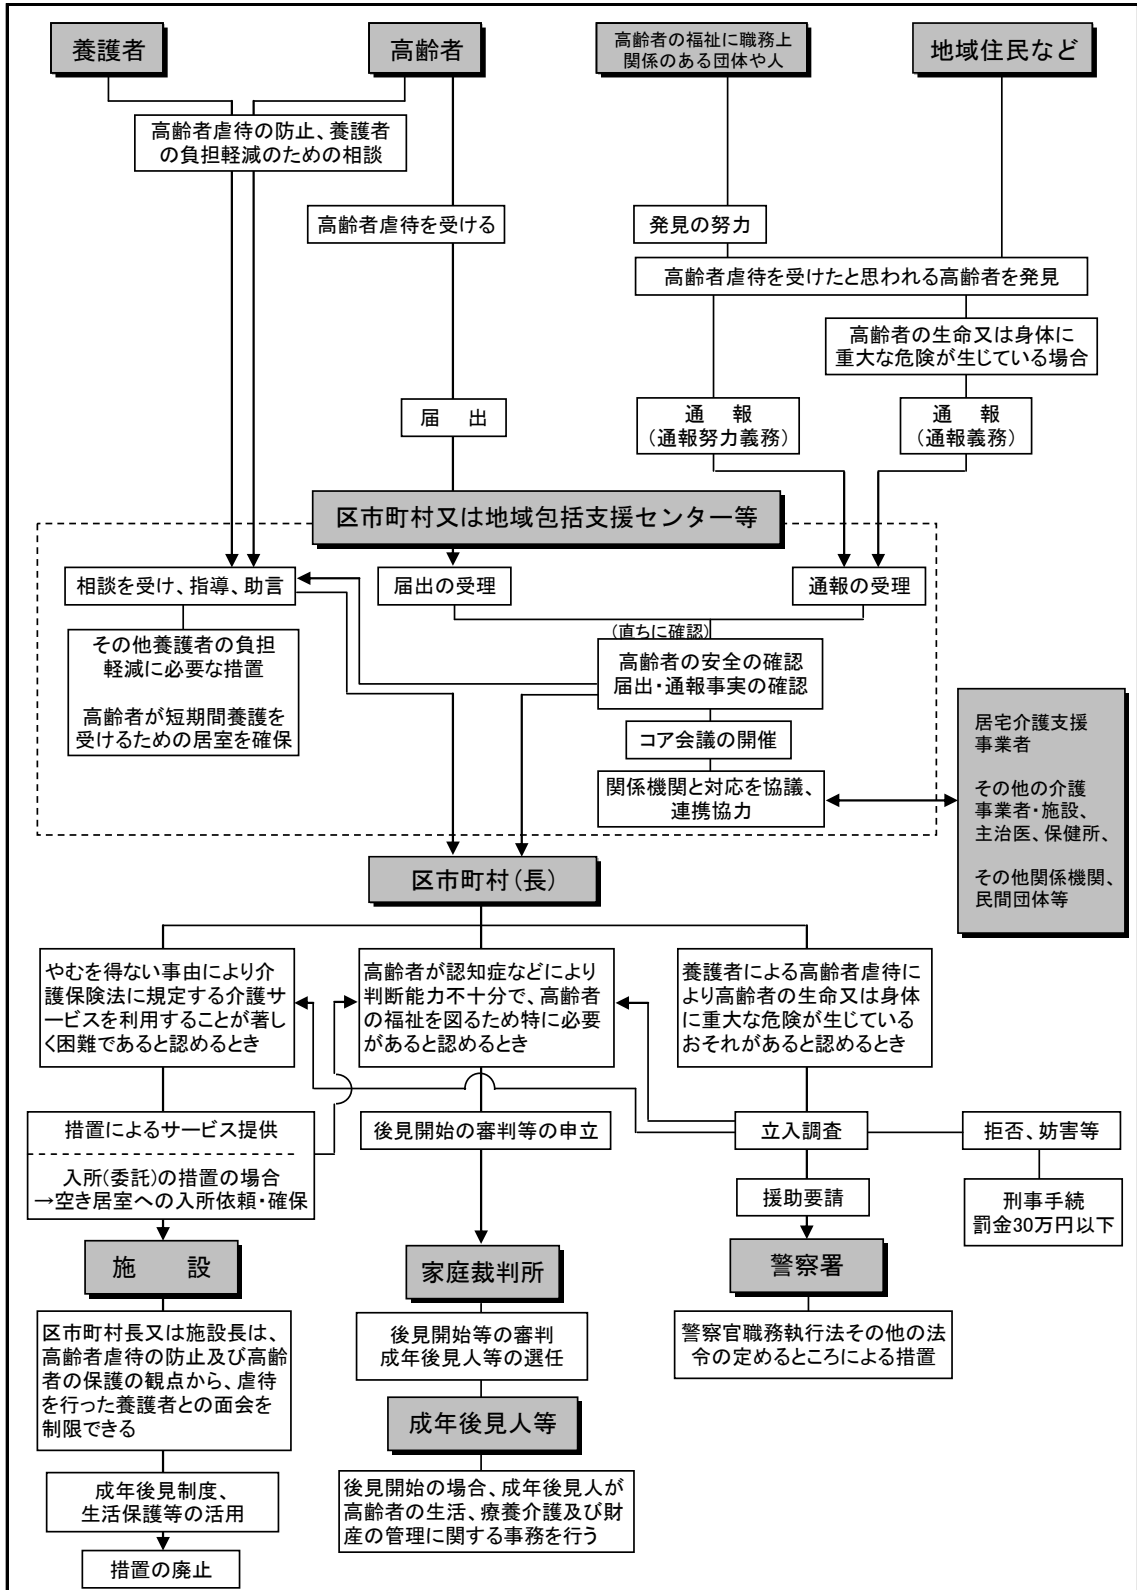 養護者
高齢者
高齢者の福祉に職務上
関係のある団体や人
地域住民など
高齢者虐待の防止、養護者
の負担軽減のための相談
高齢者虐待を受ける
発見の努力
高齢者虐待を受けたと思われる高齢者を発見
高齢者の生命又は身体に
重大な危険が生じている場合
届 出
通 報
(通報努力義務)
通 報
(通報義務)
区市町村又は地域包括支援センター等
相談を受け、指導、助言
届出の受理
通報の受理
その他養護者の負担
軽減に必要な措置
高齢者が短期間養護を
受けるための居室を確保
(直ちに確認)
高齢者の安全の確認
届出・通報事実の確認
コア会議の開催
関係機関と対応を協議、
連携協力
居宅介護支援
事業者
その他の介護
事業者・施設、
主治医、保健所、
その他関係機関、
民間団体等
区市町村(長)
やむを得ない事由により介
護保険法に規定する介護サ
ービスを利用することが著し
く困難であると認めるとき
高齢者が認知症などにより
判断能力不十分で、高齢者
の福祉を図るため特に必要
があると認めるとき
養護者による高齢者虐待に
より高齢者の生命又は身体
に重大な危険が生じている
おそれがあると認めるとき
措置によるサービス提供
入所(委託)の措置の場合
→空き居室への入所依頼・確保
後見開始の審判等の申立
立入調査
拒否、妨害等
援助要請
刑事手続
罰金30万円以下
施 設
家庭裁判所
警察署
区市町村長又は施設長は、
高齢者虐待の防止及び高齢
者の保護の観点から、虐待
を行った養護者との面会を
制限できる
後見開始等の審判
成年後見人等の選任
警察官職務執行法その他の法
令の定めるところによる措置
成年後見人等
成年後見制度、
生活保護等の活用
後見開始の場合、成年後見人が
高齢者の生活、療養介護及び財
産の管理に関する事務を行う
措置の廃止